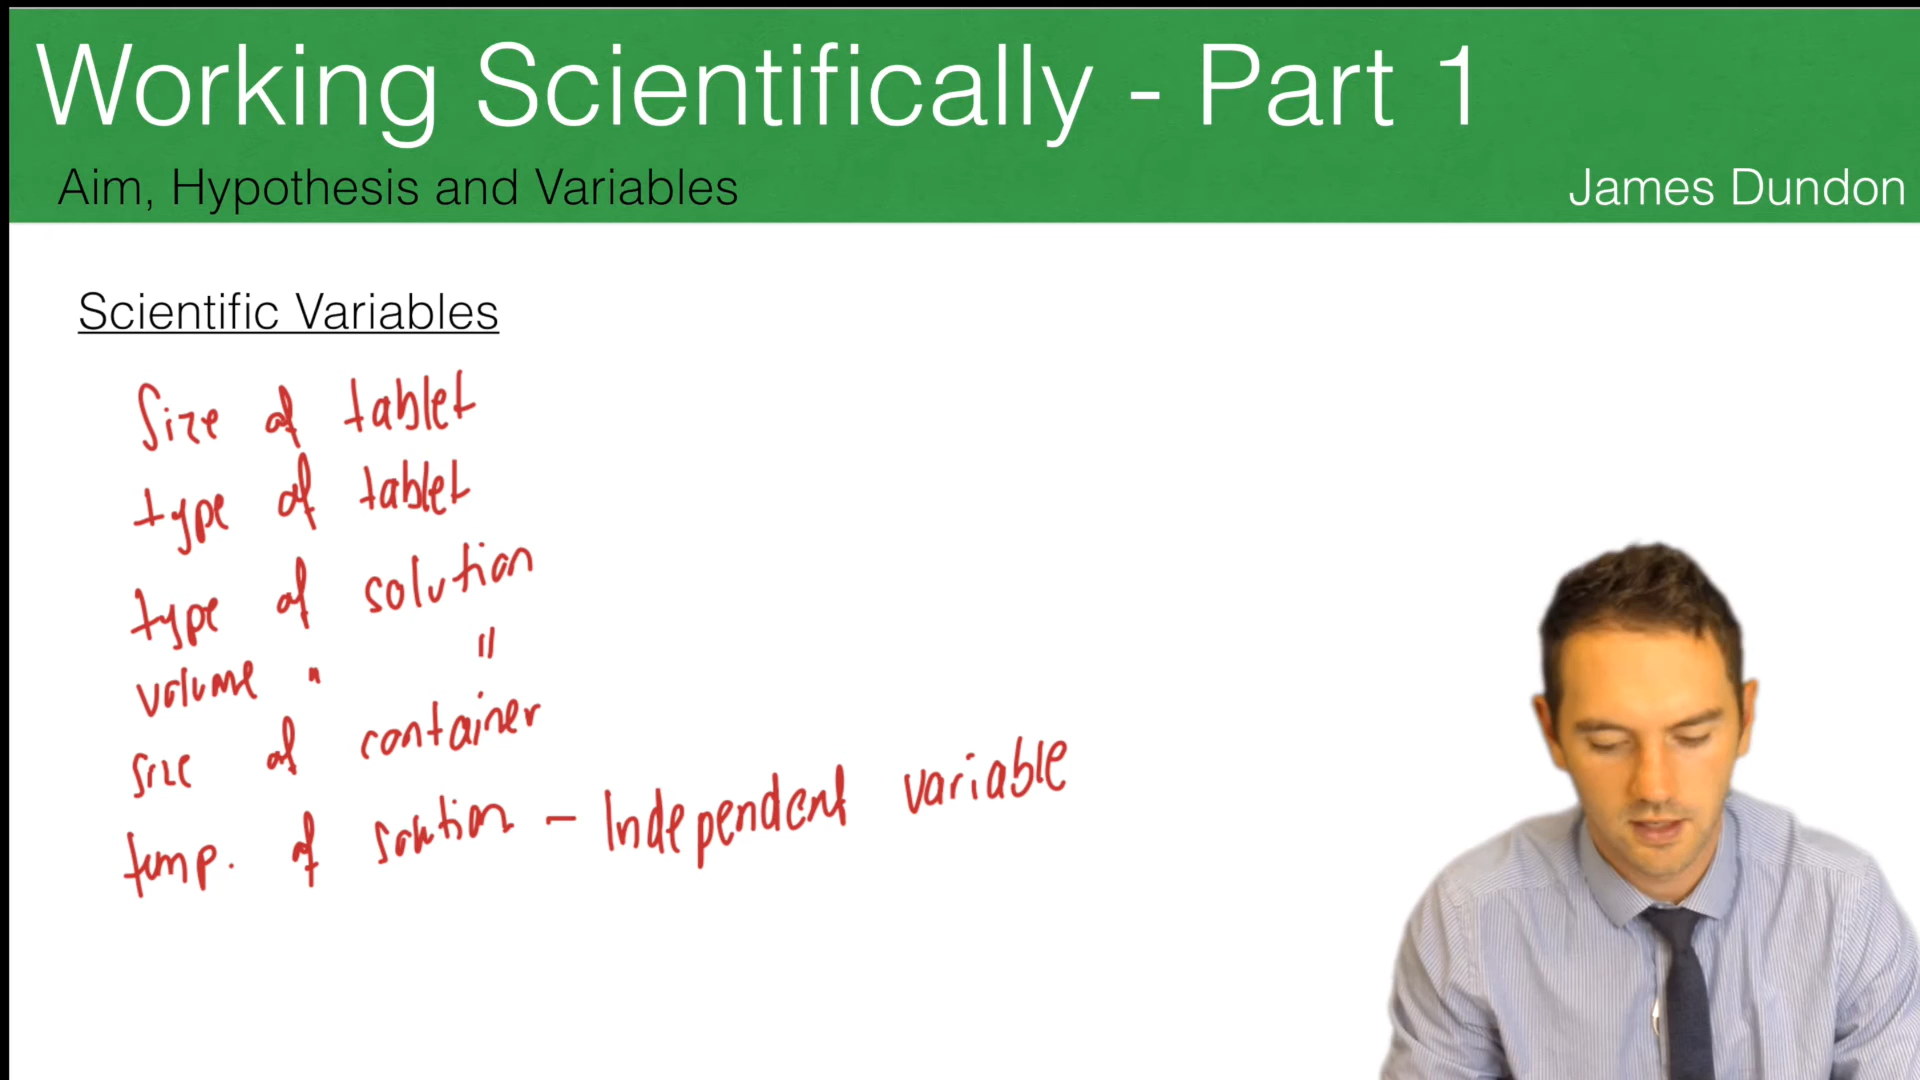 Working Scientifically - Part 1
Aim, Hypothesis and Variables
James Dundon
Scientific Variables
Size of tablet
type of tablet
type of solution
volume " "
size of container
temp. of solution - Independent variable